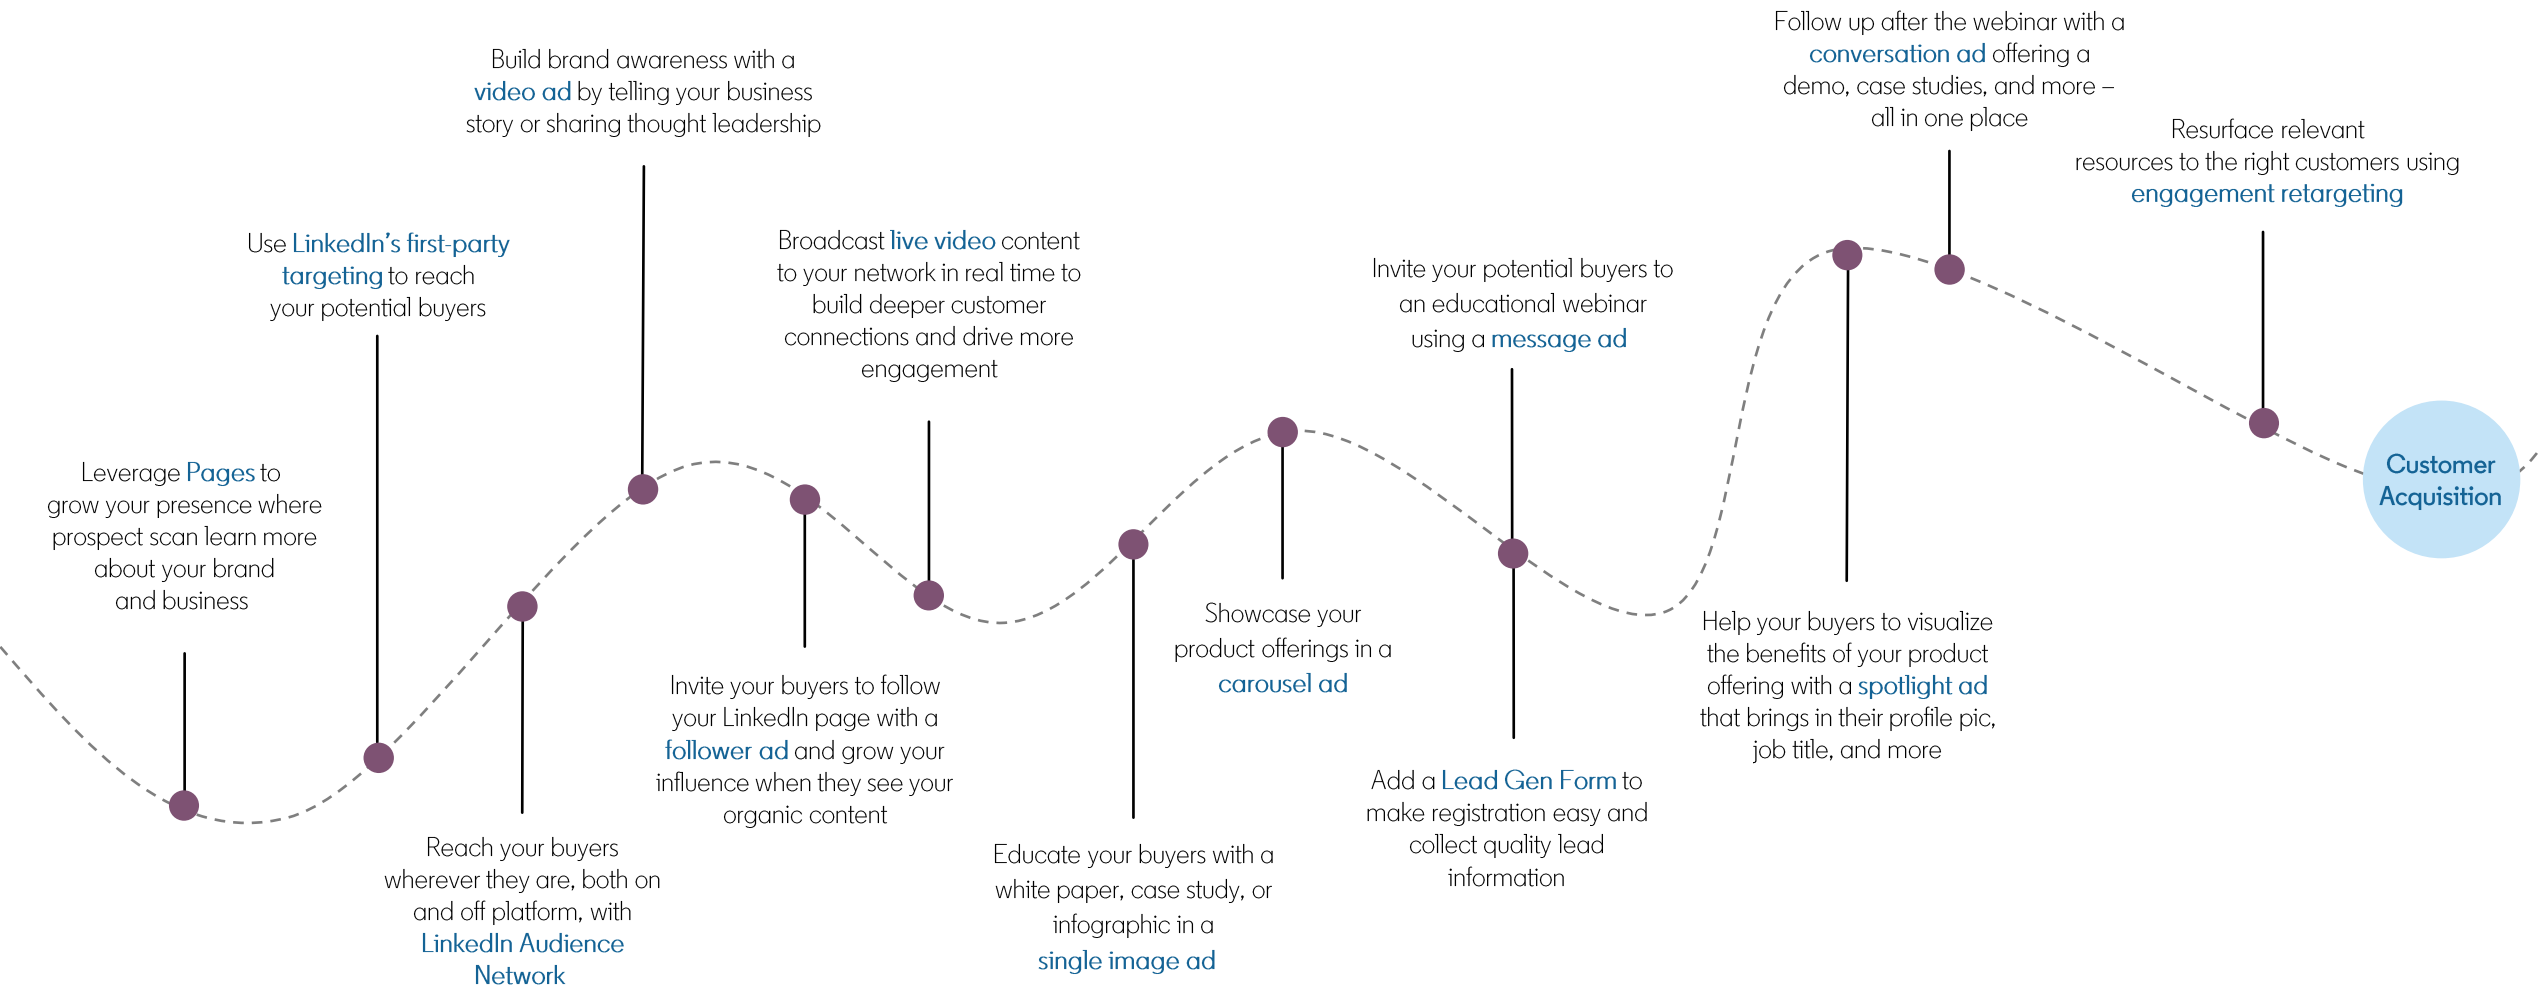 Leverage Pages to
grow your presence where
prospect scan learn more
about your brand
and business
Use LinkedIn’s first-party
targeting to reach
your potential buyers
Reach your buyers
wherever they are, both on
and off platform, with
LinkedIn Audience
Network
Build brand awareness with a
video ad by telling your business
story or sharing thought leadership
Invite your buyers to follow
your LinkedIn page with a
follower ad and grow your
influence when they see your
organic content
Broadcast live video content
to your network in real time to
build deeper customer
connections and drive more
engagement
Educate your buyers with a
white paper, case study, or
infographic in a
single image ad
Showcase your
product offerings in a
carousel ad
Invite your potential buyers to
an educational webinar
using a message ad
Add a Lead Gen Form to
make registration easy and
collect quality lead
information
Help your buyers to visualize
the benefits of your product
offering with a spotlight ad
that brings in their profile pic,
job title, and more
Follow up after the webinar with a
conversation ad offering a
demo, case studies, and more –
all in one place
Resurface relevant
resources to the right customers using
engagement retargeting
Customer
Acquisition